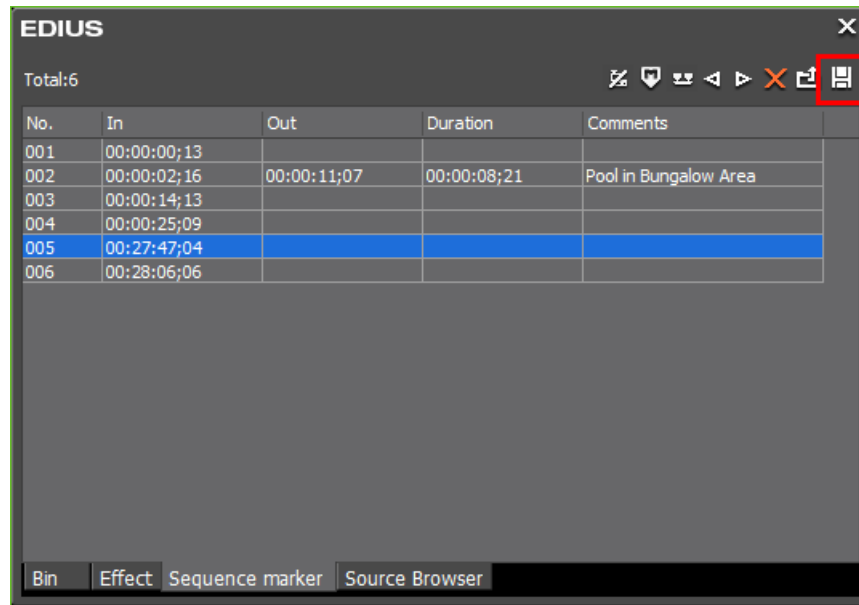 EDIUS
Total:6
No. In Out Duration Comments
001 00:00:00;13
002 00:00:02;16 00:00:11;07 00:00:08;21 Pool in Bungalow Area
003 00:00:14;13
004 00:00:25;09
005 00:27:47;04
006 00:28:06;06
Bin Effect Sequence marker Source Browser